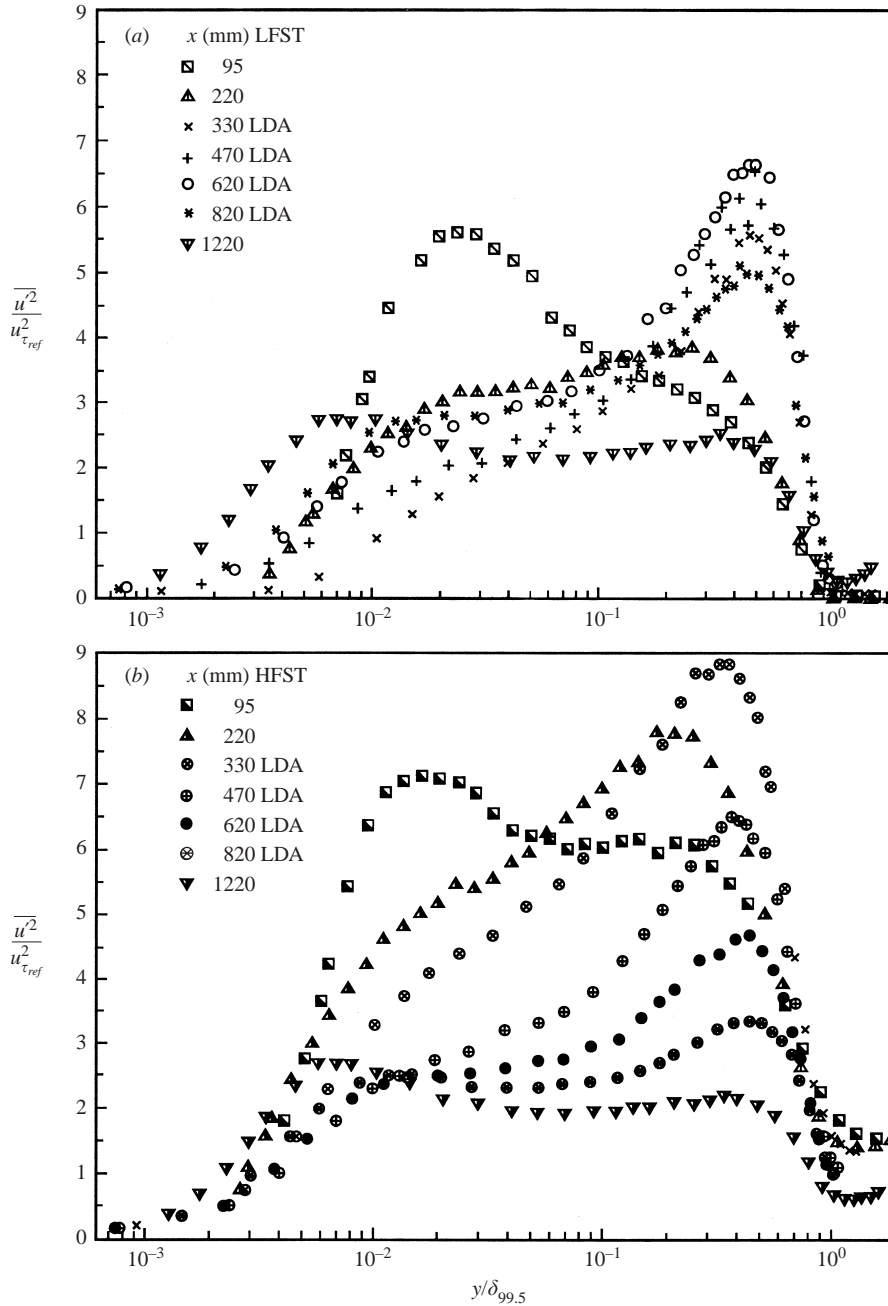 9
8
7
6
5
4
3
2
1
0
(a) x (mm) LFST
95
220
330 LDA
470 LDA
620 LDA
820 LDA
1220
u′² / u²τref
10⁻³ 10⁻² 10⁻¹ 10⁰
9
8
7
6
5
4
3
2
1
0
(b) x (mm) HFST
95
220
330 LDA
470 LDA
620 LDA
820 LDA
1220
u′² / u²τref
10⁻³ 10⁻² 10⁻¹ 10⁰
y/δ99.5